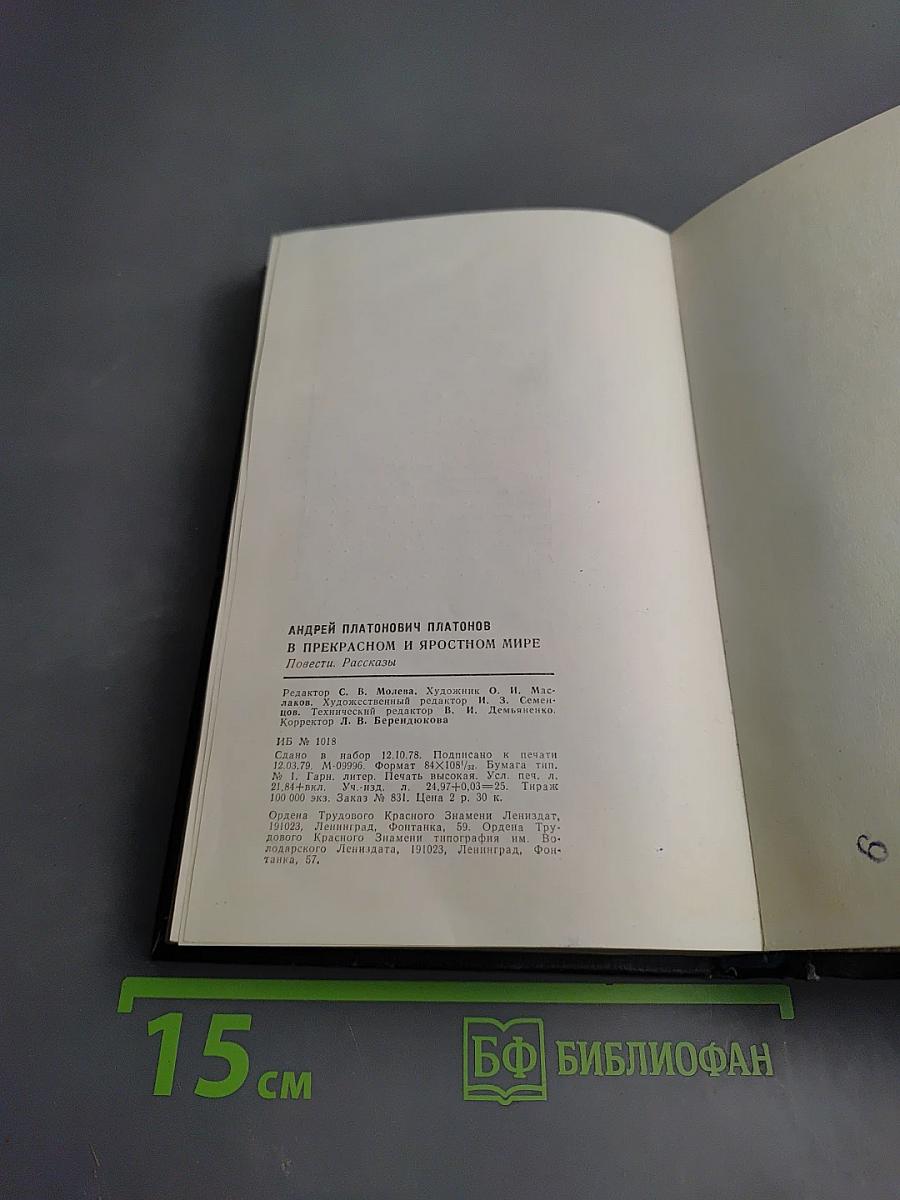 АНДРЕЙ ПЛАТОНОВИЧ ПЛАТОНОВ
В ПРЕКРАСНОМ И ЯРОСТНОМ МИРЕ
Повести. Рассказы
Редактор С. В. Молева. Художник О. И. Мас-
лаков. Художественный редактор И. З. Семен-
цов. Технический редактор В. И. Демьяненко.
Корректор Л. В. Берендюкова
ИБ № 1018
Сдано в набор 12.10.78. Подписано к печати
12.03.79. М-09996. Формат 84×108¹/₃₂. Бумага тип.
№ 1. Гарн. литер. Печать высокая. Усл. печ. л.
21,84+вкл. Уч.-изд. л. 24,97+0,03=25. Тираж
100 000 экз. Заказ № 831. Цена 2 р. 30 к.
Ордена Трудового Красного Знамени Лениздат,
191023, Ленинград, Фонтанка, 59. Ордена Тру-
дового Красного Знамени типография им. Во-
лодарского Лениздата, 191023, Ленинград, Фон-
танка, 57.
6
15 см
БФ БИБЛИОФАН